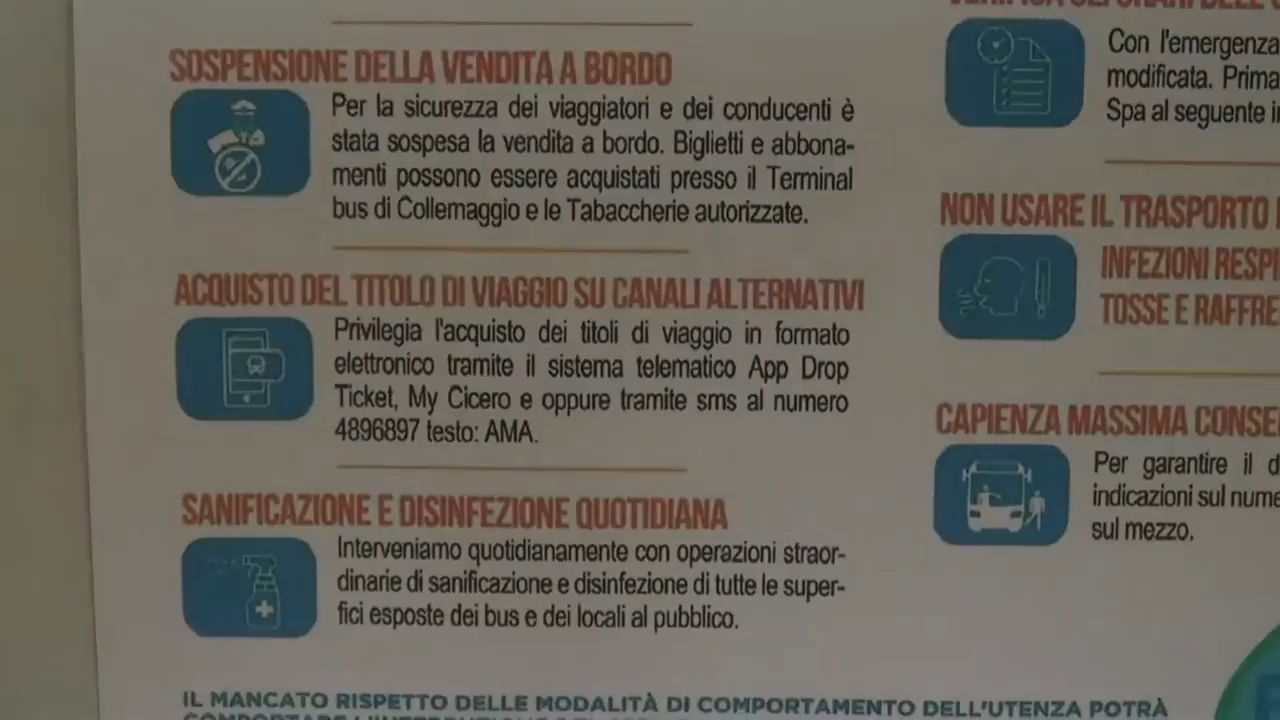 SOSPENSIONE DELLA VENDITA A BORDO
Per la sicurezza dei viaggiatori e dei conducenti è
stata sospesa la vendita a bordo. Biglietti e abbona-
menti possono essere acquistati presso il Terminal
bus di Collemaggio e le Tabaccherie autorizzate.
ACQUISTO DEL TITOLO DI VIAGGIO SU CANALI ALTERNATIVI
Privilegia l'acquisto dei titoli di viaggio in formato
elettronico tramite il sistema telematico App Drop
Ticket, My Cicero e oppure tramite sms al numero
4896897 testo: AMA.
SANIFICAZIONE E DISINFEZIONE QUOTIDIANA
Interveniamo quotidianamente con operazioni straor-
dinarie di sanificazione e disinfezione di tutte le super-
fici esposte dei bus e dei locali al pubblico.
Con l'emergenza
modificata. Prima
Spa al seguente
NON USARE IL TRASPORTO
INFEZIONI RESPI
TOSSE E RAFFRE
CAPIENZA MASSIMA CONSE
Per garantire il d
indicazioni sul nume
sul mezzo.
IL MANCATO RISPETTO DELLE MODALITÀ DI COMPORTAMENTO DELL'UTENZA POTRÀ